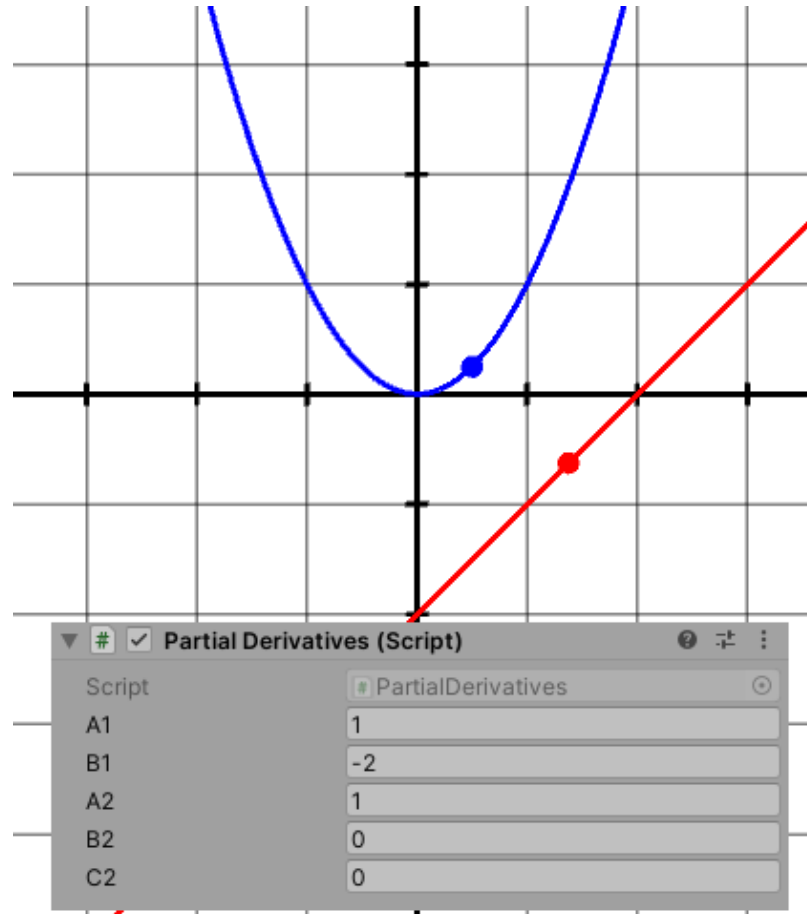 # Partial Derivatives (Script)
Script # PartialDerivatives
A1 1
B1 -2
A2 1
B2 0
C2 0